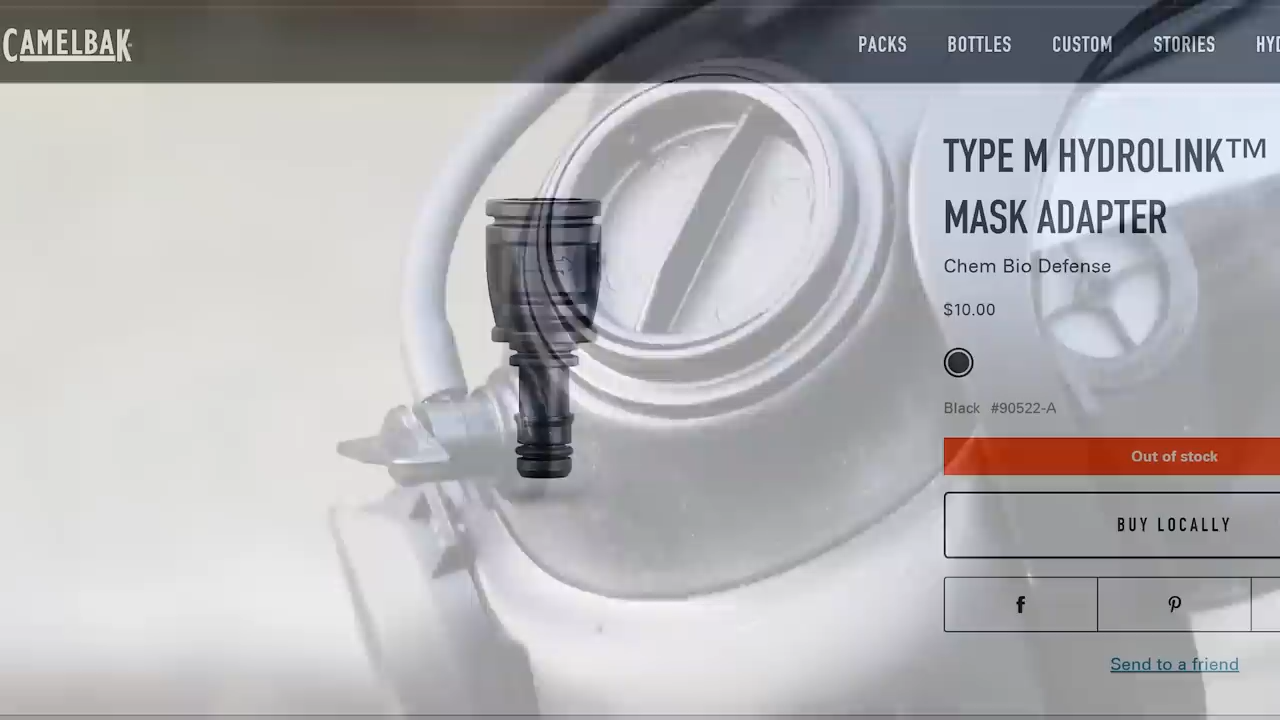 CAMELBAK
PACKS BOTTLES CUSTOM STORIES HYD
TYPE M HYDROLINK™
MASK ADAPTER
Chem Bio Defense
$10.00
Black #90522-A
Out of stock
BUY LOCALLY
Send to a friend